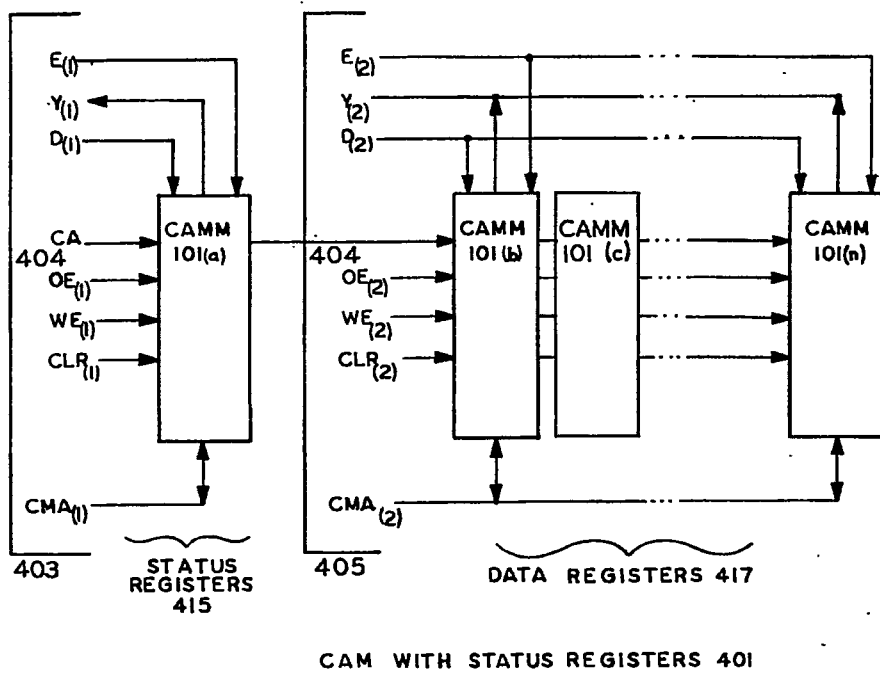 E(1)
Y(1)
D(1)
CA
404
OE(1)
WE(1)
CLR(1)
CMA(1)
403
CAMM
101(a)
STATUS
REGISTERS
415
E(2)
Y(2)
D(2)
404
OE(2)
WE(2)
CLR(2)
CMA(2)
405
CAMM
101(b)
CAMM
101 (c)
CAMM
101(n)
DATA REGISTERS 417
CAM WITH STATUS REGISTERS 401